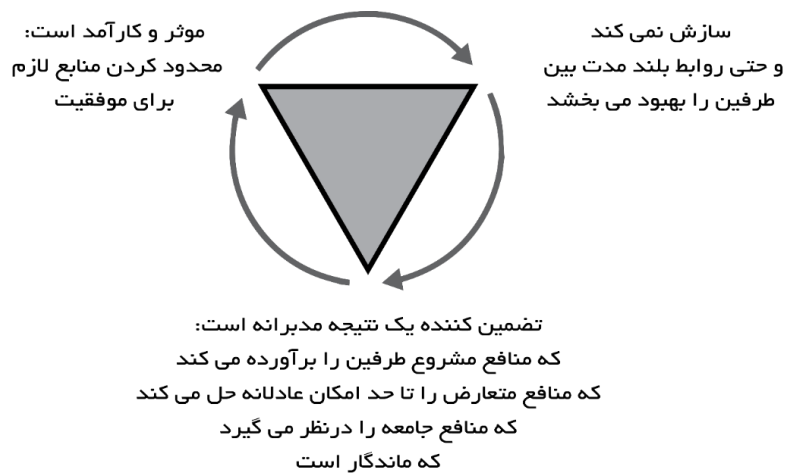 موثر و کارآمد است:
محدود کردن منابع لازم
برای موفقیت
سازش نمی کند
و حتی روابط بلند مدت بین
طرفین را بهبود می بخشد
تضمین کننده یک نتیجه مدبرانه است:
که منافع مشروع طرفین را برآورده می کند
که منافع متعارض را تا حد امکان عادلانه حل می کند
که منافع جامعه را درنظر می گیرد
که ماندگار است